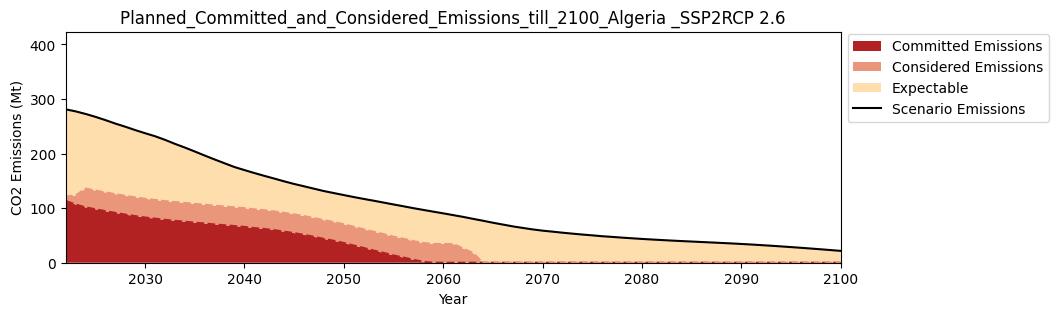 Planned_Committed_and_Considered_Emissions_till_2100_Algeria _SSP2RCP 2.6
CO2 Emissions (Mt)
400
300
200
100
0
2030 2040 2050 2060 2070 2080 2090 2100
Year
Committed Emissions
Considered Emissions
Expectable
Scenario Emissions